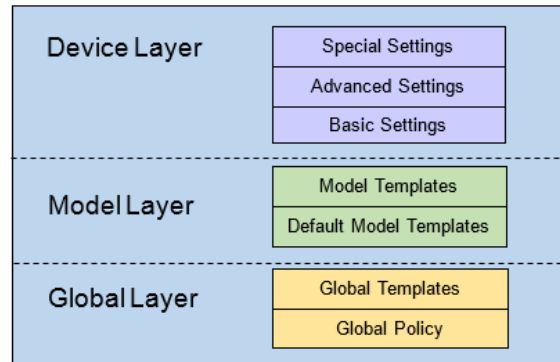 Device Layer
Special Settings
Advanced Settings
Basic Settings
Model Layer
Model Templates
Default Model Templates
Global Layer
Global Templates
Global Policy